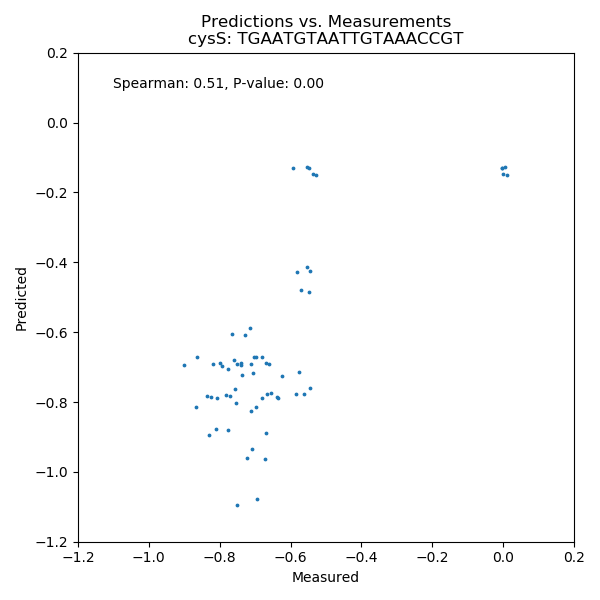 Predictions vs. Measurements
cysS: TGAATGTAATTGTAAACCGT
Spearman: 0.51, P-value: 0.00
0.2
0.0
−0.2
−0.4
−0.6
−0.8
−1.0
−1.2
Predicted
−1.2 −1.0 −0.8 −0.6 −0.4 −0.2 0.0 0.2
Measured